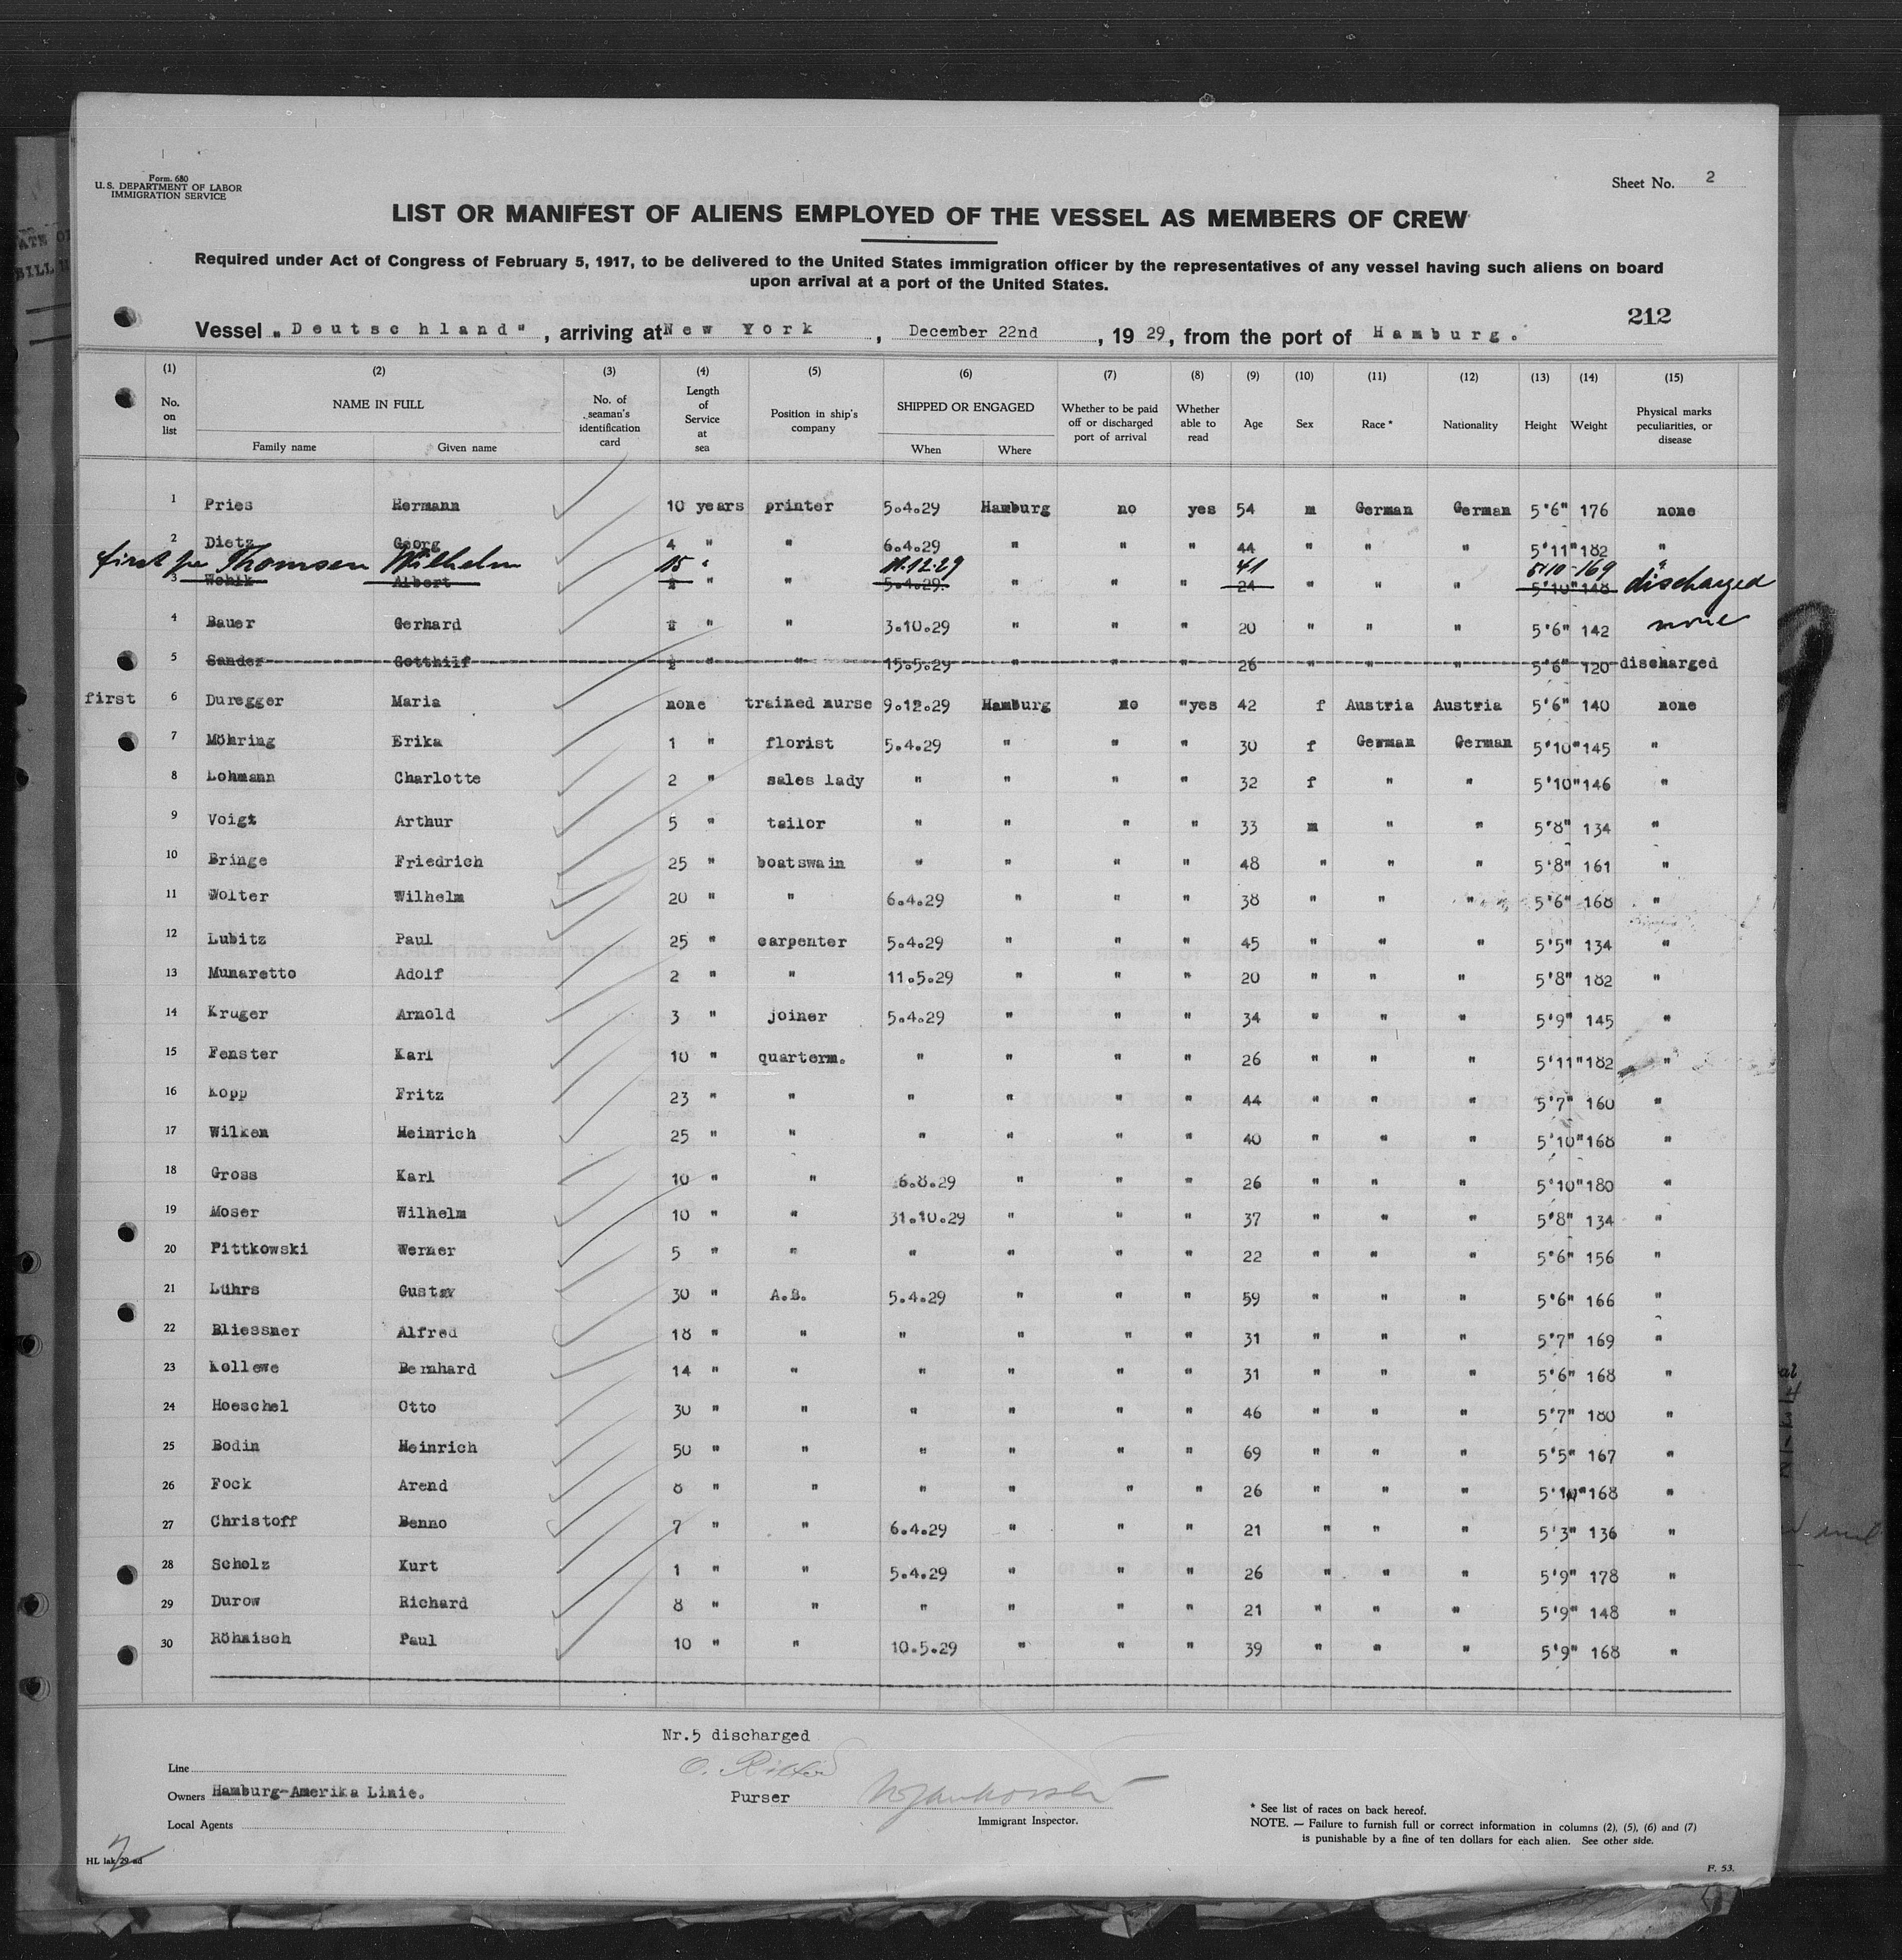 Form. 680
U. S. DEPARTMENT OF LABOR
IMMIGRATION SERVICE
Sheet No. 2
LIST OR MANIFEST OF ALIENS EMPLOYED OF THE VESSEL AS MEMBERS OF CREW
Required under Act of Congress of February 5, 1917, to be delivered to the United States immigration officer by the representatives of any vessel having such aliens on board
upon arrival at a port of the United States.
212
Vessel „Deutschland" , arriving at New York , December 22nd , 19 29, from the port of Hamburg.
(1) (2) (3) (4) (5) (6) (7) (8) (9) (10) (11) (12) (13) (14) (15)
No. on list NAME IN FULL Family name Given name No. of seaman's identification card Length of Service at sea Position in ship's company SHIPPED OR ENGAGED When Where Whether to be paid off or discharged port of arrival Whether able to read Age Sex Race * Nationality Height Weight Physical marks peculiarities, or disease
1 Pries Hermann 10 years printer 5.4.29 Hamburg no yes 54 m German German 5'6" 176 none
2 Dietz Georg 4 " " 6.4.29 " " " 44 " " " 5'11" 182 "
first Thomsen Wilhelm 15 " 11.12.29 41 5'10 - 169 "
3 Albert " " 5.4.29. " " " 24 " " " 5'10" 148 discharged
4 Bauer Gerhard " " 3.10.29 " " " 20 " " " 5'6" 142 none
5 Sander Gotthilf 2 " " 15.5.29 " " " 26 " " " 5'6" 120 discharged
first 6 Duregger Maria none trained nurse 9.12.29 Hamburg no "yes 42 f Austria Austria 5'6" 140 none
7 Möhring Erika 1 " florist 5.4.29 " " " 30 f German German 5'10" 145 "
8 Lohmann Charlotte 2 " sales lady " " " " 32 f " " 5'10" 146 "
9 Voigt Arthur 5 " tailor " " " " 33 m " " 5'8" 134 "
10 Bringe Friedrich 25 " boatswain " " " " 48 " " " 5'8" 161 "
11 Wolter Wilhelm 20 " " 6.4.29 " " " 38 " " " 5'6" 168 "
12 Lubitz Paul 25 " carpenter 5.4.29 " " " 45 " " " 5'5" 134 "
13 Munaretto Adolf 2 " " 11.5.29 " " " 20 " " " 5'8" 182 "
14 Kruger Arnold 3 " joiner 5.4.29 " " " 34 " " " 5'9" 145 "
15 Fenster Karl 10 " quarterm. " " " " 26 " " " 5'11" 182 "
16 Kopp Fritz 23 " " " " " " 44 " " " 5'7" 160 "
17 Wilken Heinrich 25 " " " " " " 40 " " " 5'10" 168 "
18 Gross Karl 10 " " 6.8.29 " " " 26 " " " 5'10" 180 "
19 Moser Wilhelm 10 " " 31.10.29 " " " 37 " " " 5'8" 134 "
20 Pittkowski Werner 5 " " " " " " 22 " " " 5'6" 156 "
21 Lührs Gustav 30 " A.B. 5.4.29 " " " 59 " " " 5'6" 166 "
22 Bliessner Alfred 18 " " " " " " 31 " " " 5'7" 169 "
23 Kollewe Bernhard 14 " " " " " " 31 " " " 5'6" 168 "
24 Hoeschel Otto 30 " " " " " " 46 " " " 5'7" 180 "
25 Bodin Heinrich 50 " " " " " " 69 " " " 5'5" 167 "
26 Fock Arend 8 " " " " " " 26 " " " 5'10" 168 "
27 Christoff Benno 7 " " 6.4.29 " " " 21 " " " 5'3" 136 "
28 Scholz Kurt 1 " " 5.4.29 " " " 26 " " " 5'9" 178 "
29 Durow Richard 8 " " " " " " 21 " " " 5'9" 148 "
30 Röhnisch Paul 10 " " 10.5.29 " " " 39 " " " 5'9" 168 "
Nr.5 discharged
Line
Owners Hamburg-Amerika Linie.
Local Agents
Purser
Immigrant Inspector.
* See list of races on back hereof.
NOTE. — Failure to furnish full or correct information in columns (2), (5), (6) and (7)
is punishable by a fine of ten dollars for each alien. See other side.
HL lak 29 ad
F. 53.